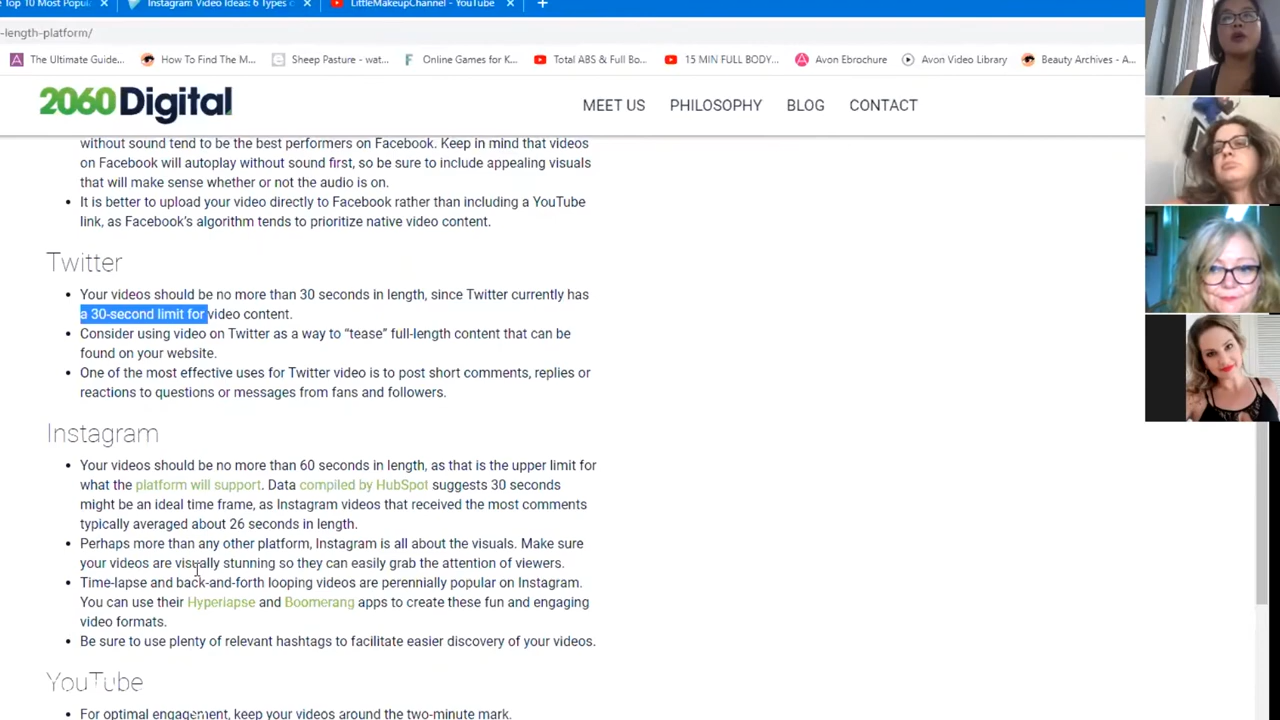 Top 10 Most Popul
Instagram Video Ideas: 6 Types
LittleMakeupChannel - YouTube
-length-platform/
The Ultimate Guide...
How To Find The M...
Sheep Pasture - wat...
Online Games for K...
Total ABS & Full Bo...
15 MIN FULL BODY...
Avon Ebrochure
Avon Video Library
Beauty Archives - A...
2060 Digital
MEET US
PHILOSOPHY
BLOG
CONTACT
without sound tend to be the best performers on Facebook. Keep in mind that videos
on Facebook will autoplay without sound first, so be sure to include appealing visuals
that will make sense whether or not the audio is on.
• It is better to upload your video directly to Facebook rather than including a YouTube
link, as Facebook's algorithm tends to prioritize native video content.
Twitter
• Your videos should be no more than 30 seconds in length, since Twitter currently has
a 30-second limit for video content.
• Consider using video on Twitter as a way to “tease” full-length content that can be
found on your website.
• One of the most effective uses for Twitter video is to post short comments, replies or
reactions to questions or messages from fans and followers.
Instagram
• Your videos should be no more than 60 seconds in length, as that is the upper limit for
what the platform will support. Data compiled by HubSpot suggests 30 seconds
might be an ideal time frame, as Instagram videos that received the most comments
typically averaged about 26 seconds in length.
• Perhaps more than any other platform, Instagram is all about the visuals. Make sure
your videos are visually stunning so they can easily grab the attention of viewers.
• Time-lapse and back-and-forth looping videos are perennially popular on Instagram.
You can use their Hyperlapse and Boomerang apps to create these fun and engaging
video formats.
• Be sure to use plenty of relevant hashtags to facilitate easier discovery of your videos.
YouTube
• For optimal engagement, keep your videos around the two-minute mark.